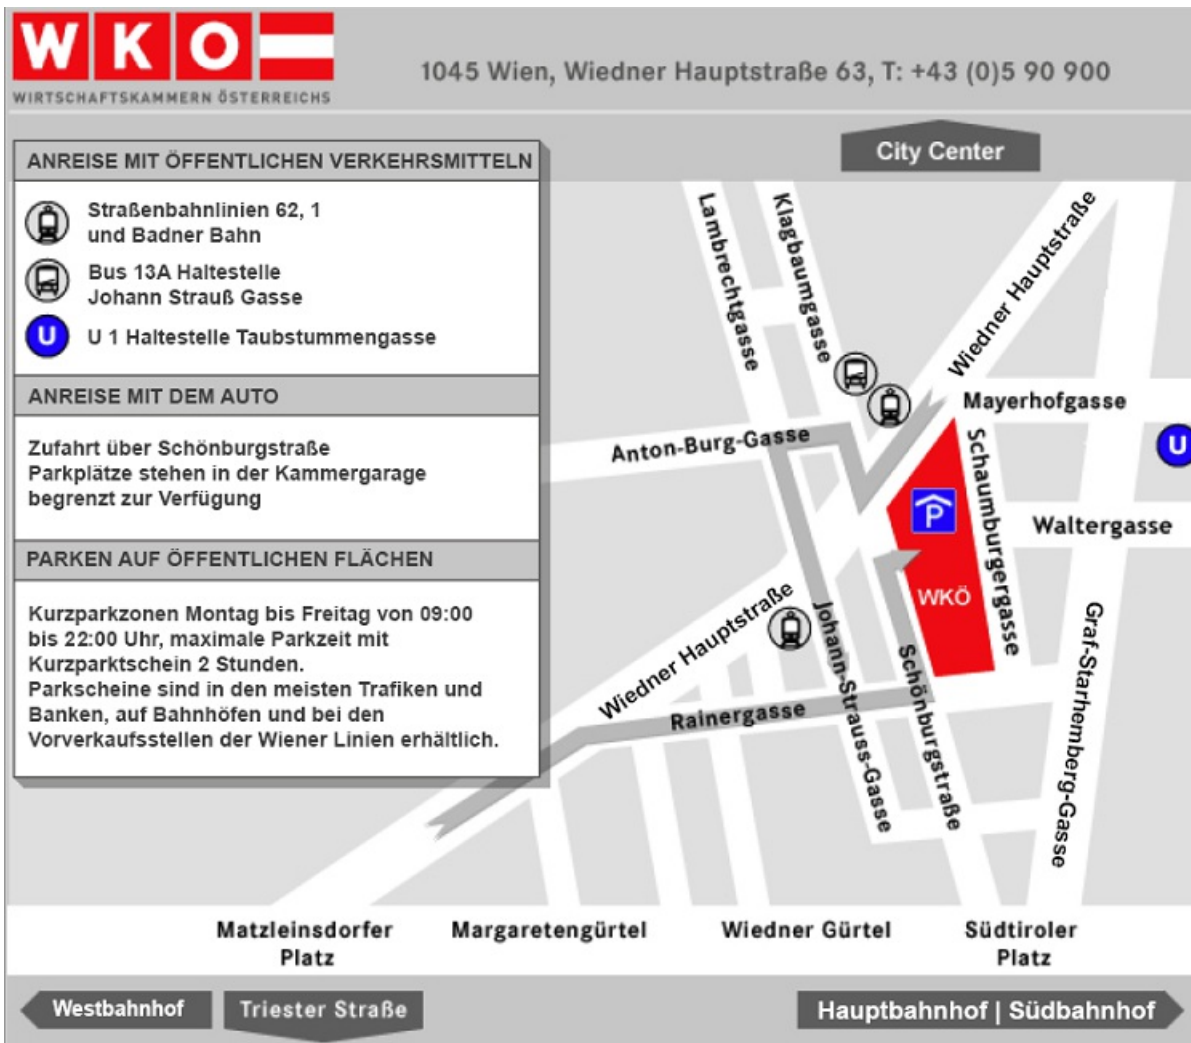 WKO
WIRTSCHAFTSKAMMERN ÖSTERREICHS
1045 Wien, Wiedner Hauptstraße 63, T: +43 (0)5 90 900
City Center
ANREISE MIT ÖFFENTLICHEN VERKEHRSMITTELN
Straßenbahnlinien 62, 1
und Badner Bahn
Bus 13A Haltestelle
Johann Strauß Gasse
U
U 1 Haltestelle Taubstummengasse
ANREISE MIT DEM AUTO
Zufahrt über Schönburgstraße
Parkplätze stehen in der Kammergarage
begrenzt zur Verfügung
PARKEN AUF ÖFFENTLICHEN FLÄCHEN
Kurzparkzonen Montag bis Freitag von 09:00
bis 22:00 Uhr, maximale Parkzeit mit
Kurzparktschein 2 Stunden.
Parkscheine sind in den meisten Trafiken und
Banken, auf Bahnhöfen und bei den
Vorverkaufsstellen der Wiener Linien erhältlich.
Lambrechtgasse
Klagbaumgasse
Wiedner Hauptstraße
Mayerhofgasse
Anton-Burg-Gasse
Schaumburgergasse
U
P
Waltergasse
WKÖ
Wiedner Hauptstraße
Johann-Strauss-Gasse
Schönburgstraße
Graf-Starhemberg-Gasse
Rainergasse
Matzleinsdorfer
Platz
Margaretengürtel
Wiedner Gürtel
Südtiroler
Platz
Westbahnhof
Triester Straße
Hauptbahnhof | Südbahnhof